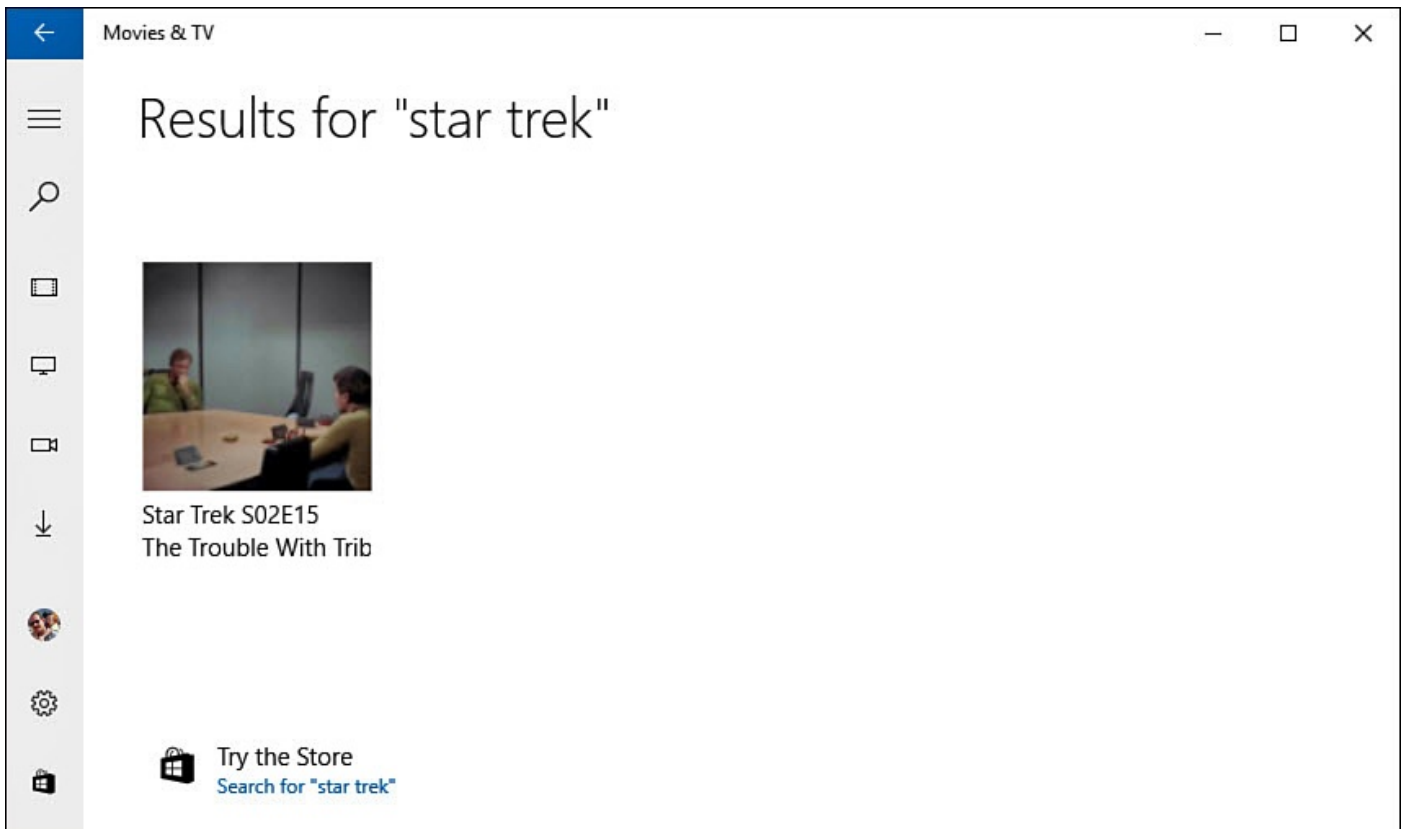 Movies & TV
Results for "star trek"
Star Trek S02E15
The Trouble With Trib
Try the Store
Search for "star trek"